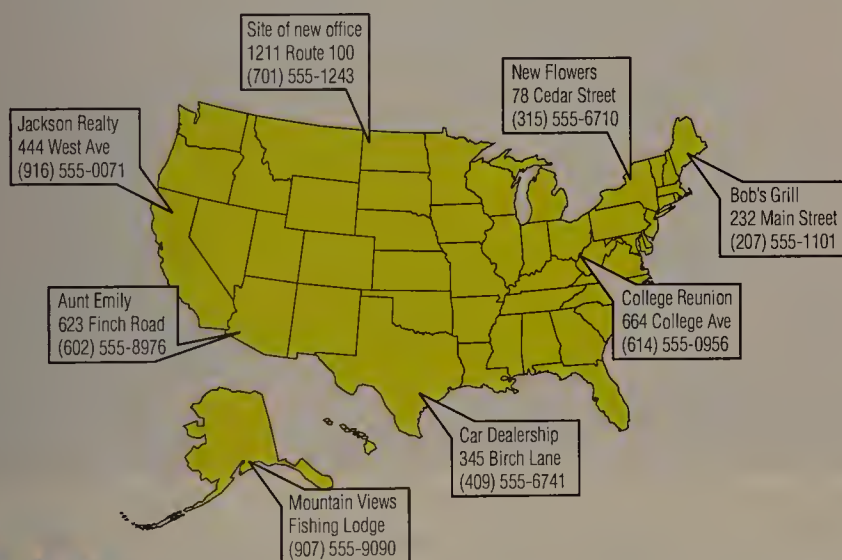 Site of new office
1211 Route 100
(701) 555-1243
New Flowers
78 Cedar Street
(315) 555-6710
Jackson Realty
444 West Ave
(916) 555-0071
Bob's Grill
232 Main Street
(207) 555-1101
Aunt Emily
623 Finch Road
(602) 555-8976
College Reunion
664 College Ave
(614) 555-0956
Car Dealership
345 Birch Lane
(409) 555-6741
Mountain Views
Fishing Lodge
(907) 555-9090